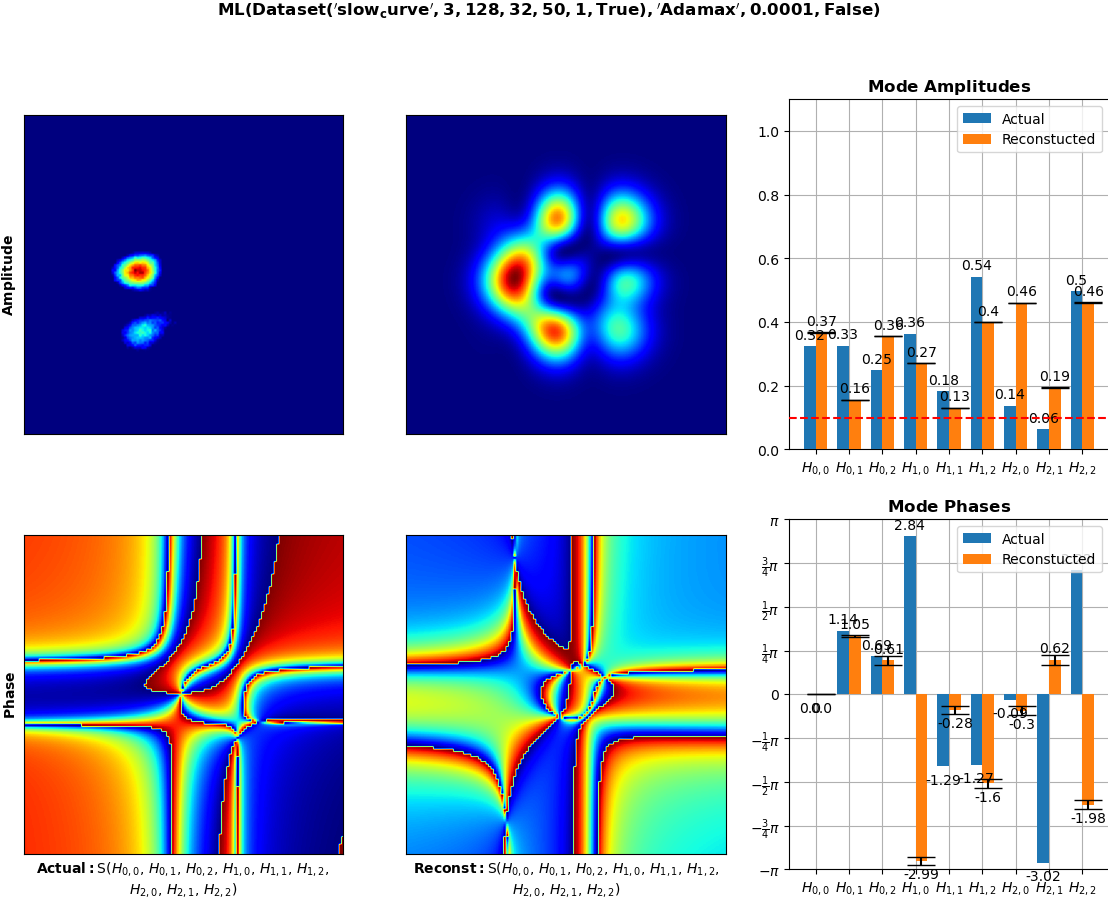 ML(Dataset('slow_curve', 3, 128, 32, 50, 1, True), 'Adamax', 0.0001, False)
Amplitude
Mode Amplitudes
Actual
Reconstucted
1.0
0.8
0.6
0.4
0.2
0.0
0.32 0.37 0.33 0.16 0.25 0.36 0.36 0.27 0.18 0.13 0.54 0.4 0.14 0.46 0.06 0.19 0.5 0.46
H0,0 H0,1 H0,2 H1,0 H1,1 H1,2 H2,0 H2,1 H2,2
Phase
Actual: S(H0,0, H0,1, H0,2, H1,0, H1,1, H1,2,
H2,0, H2,1, H2,2)
Reconst: S(H0,0, H0,1, H0,2, H1,0, H1,1, H1,2,
H2,0, H2,1, H2,2)
Mode Phases
Actual
Reconstucted
π
3/4π
1/2π
1/4π
0
−1/4π
−1/2π
−3/4π
−π
0.0 0.0 1.14 1.05 0.69 0.61 2.84 -2.99 -1.29 -0.28 -1.27 -1.6 -0.09 -0.3 -3.02 0.62 -1.98
H0,0 H0,1 H0,2 H1,0 H1,1 H1,2 H2,0 H2,1 H2,2